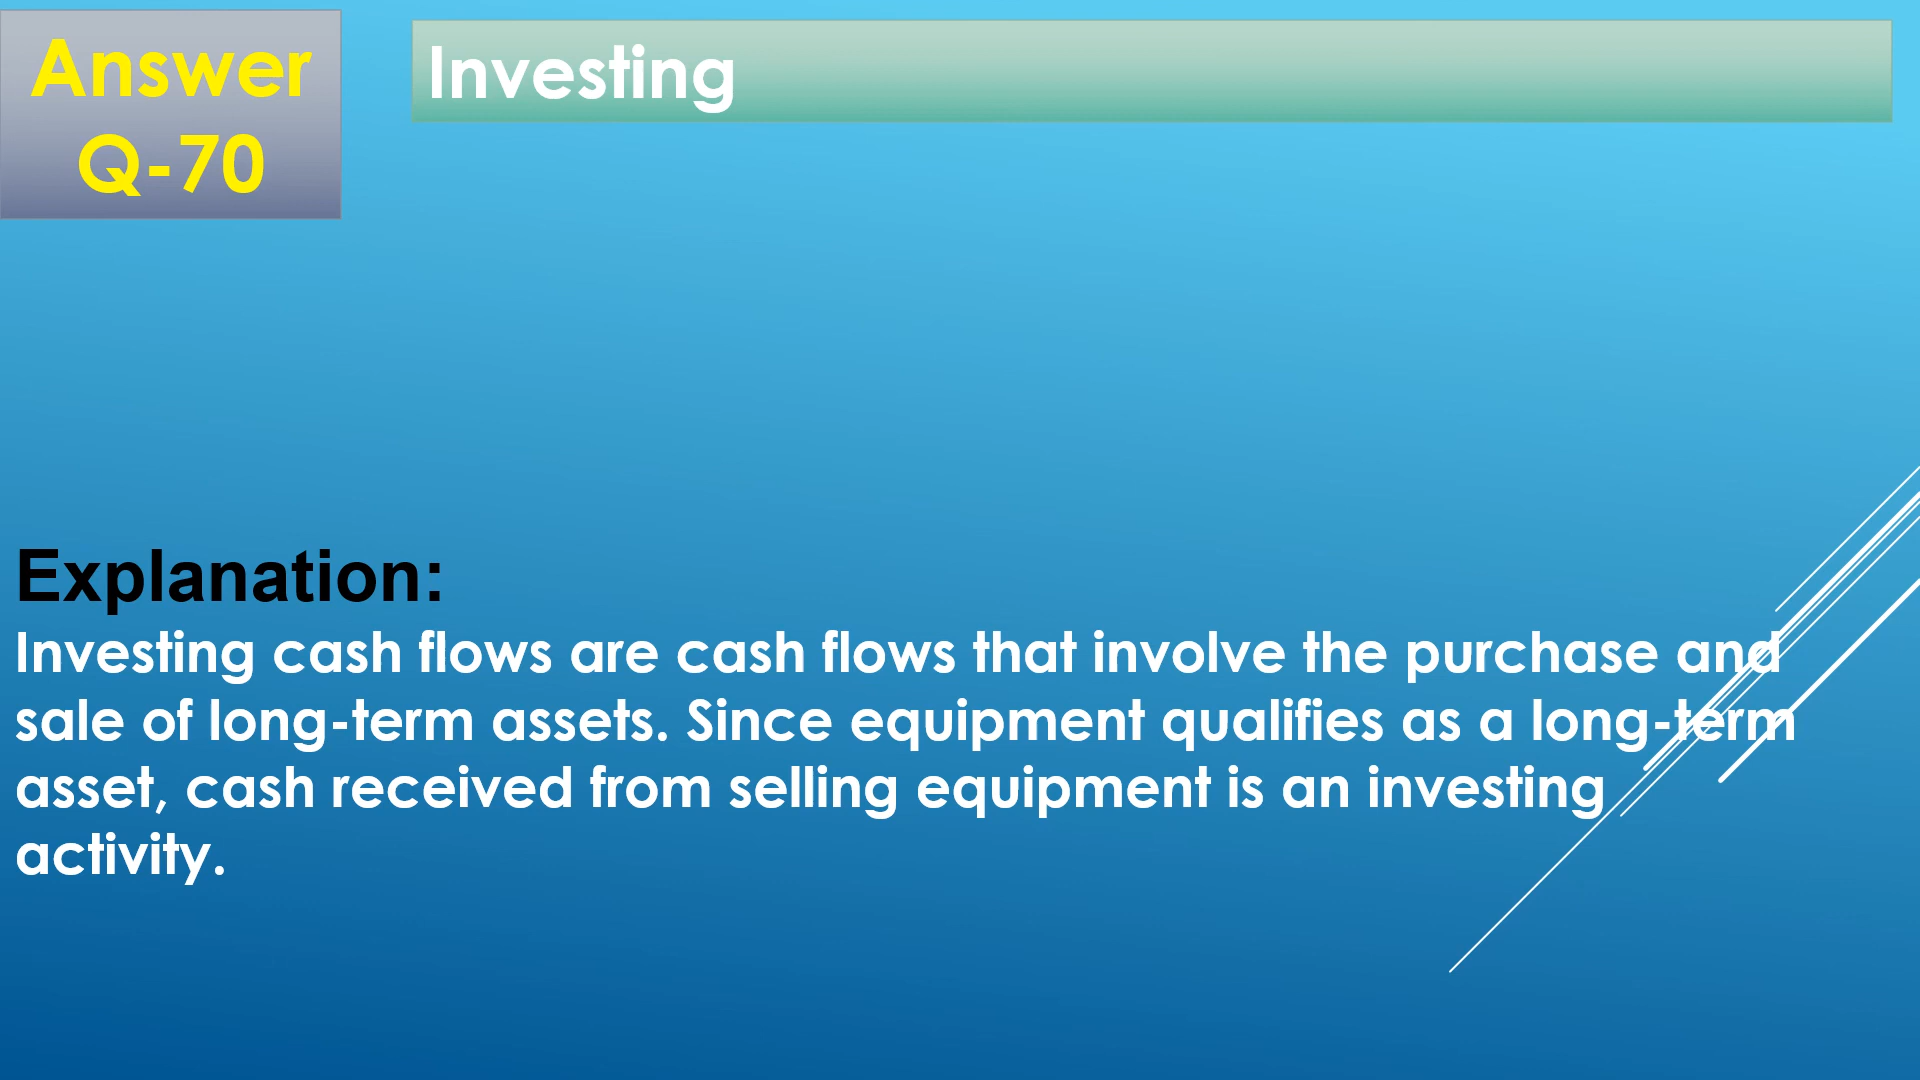 Answer
Q-70
Investing
Explanation:
Investing cash flows are cash flows that involve the purchase and
sale of long-term assets. Since equipment qualifies as a long-term
asset, cash received from selling equipment is an investing
activity.